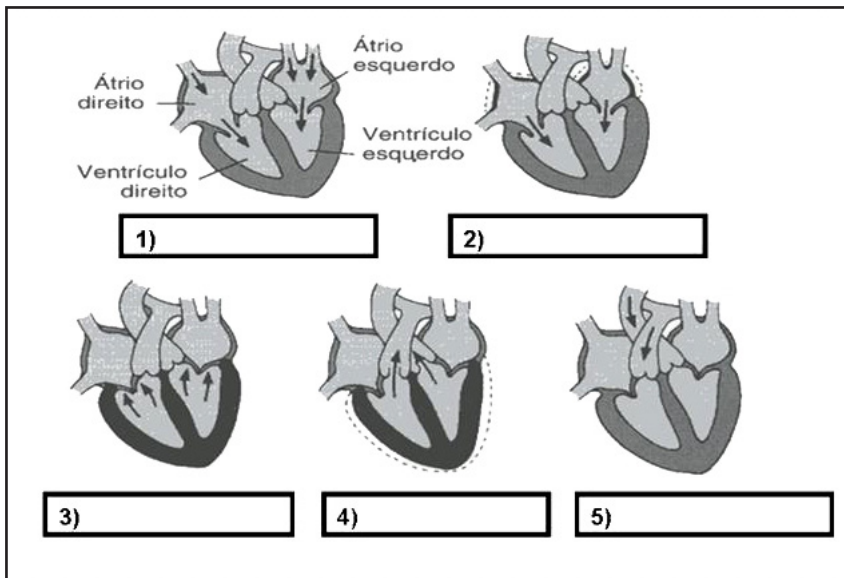 Átrio
esquerdo
Átrio
direito
Ventrículo
esquerdo
Ventrículo
direito
1)
2)
3)
4)
5)